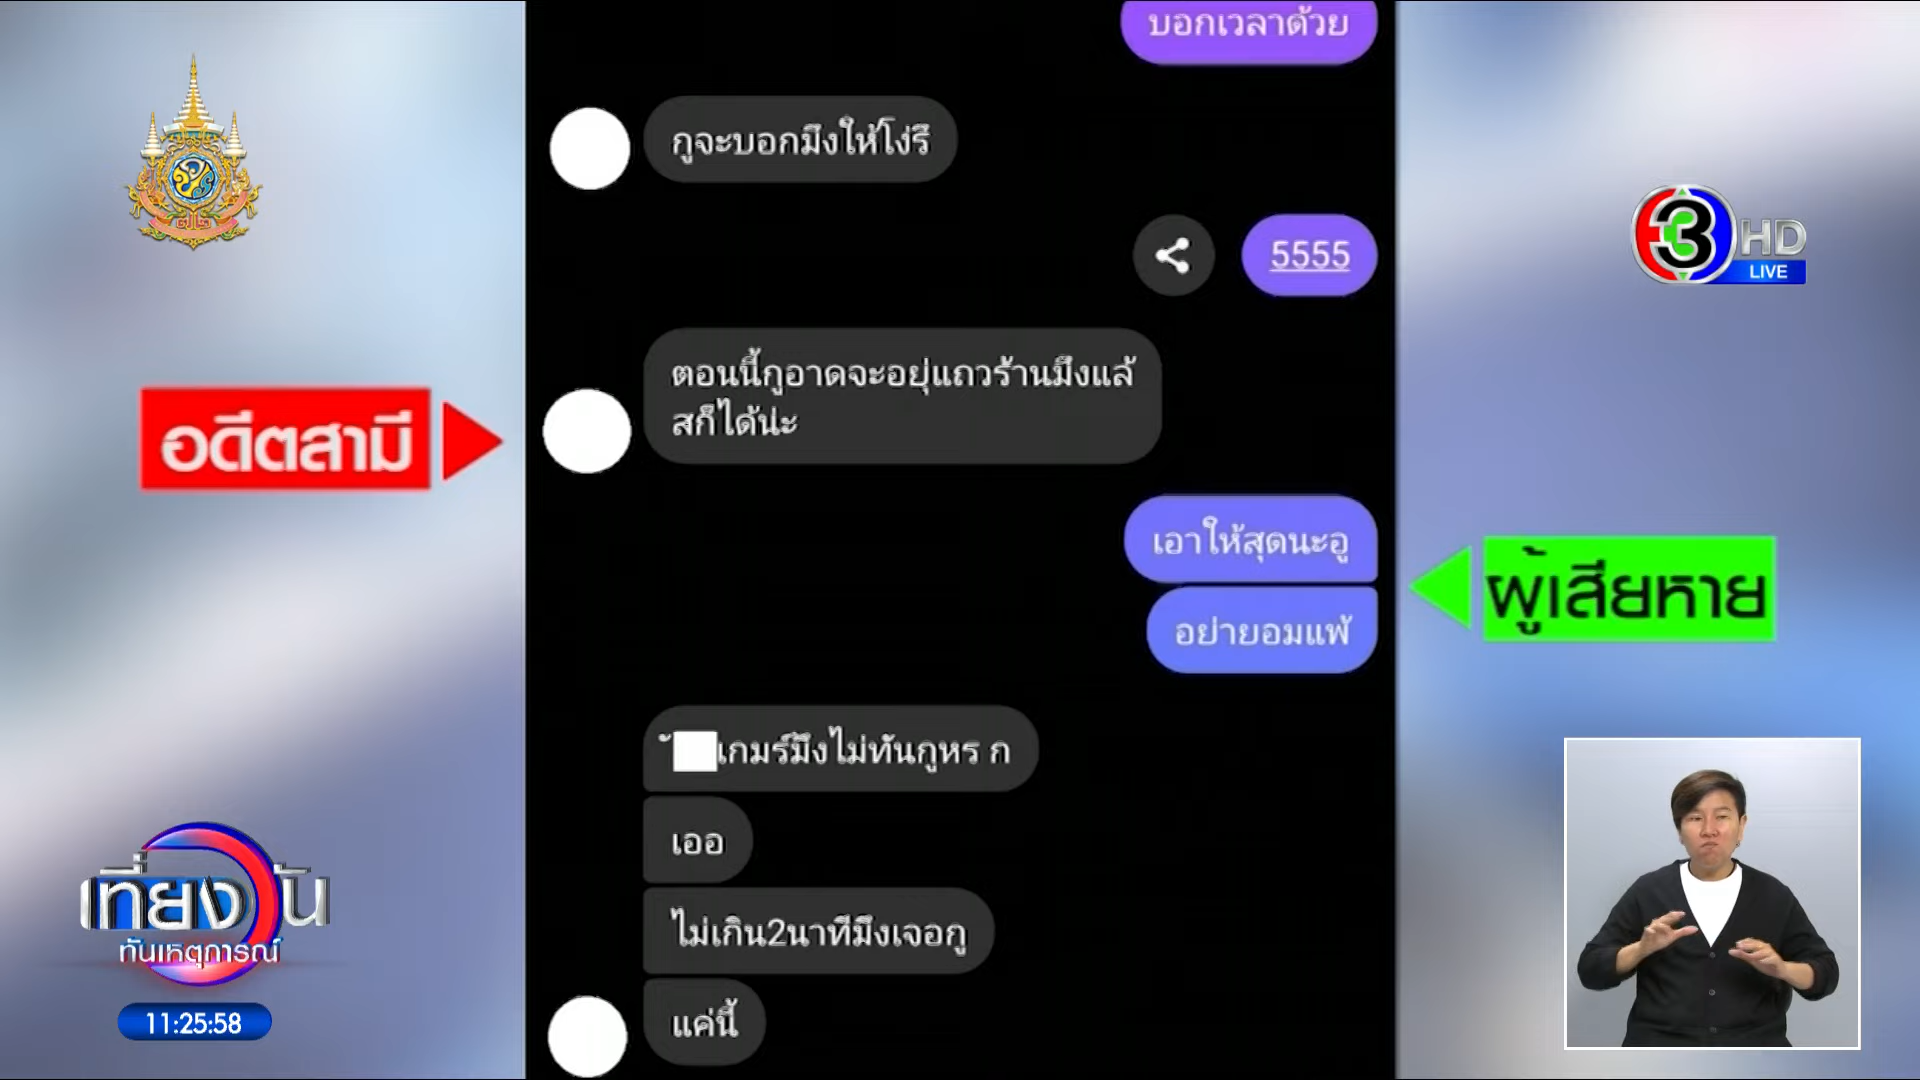 บอกเวลาด้วย
กูจะบอกมึงให้โง่รึ
5555
3 HD
LIVE
ตอนนี้กูอาดจะอยุ่แถวร้านมึงแล้
สก็ได้น่ะ
อดีตสามี
เอาให้สุดนะอู
อย่ายอมแพ้
ผู้เสียหาย
เกมร์มึงไม่ทันกูหร ก
เออ
ไม่เกิน2นาทีมึงเจอกู
แค่นี้
เที่ยงวัน
ทันเหตุการณ์
11:25:58